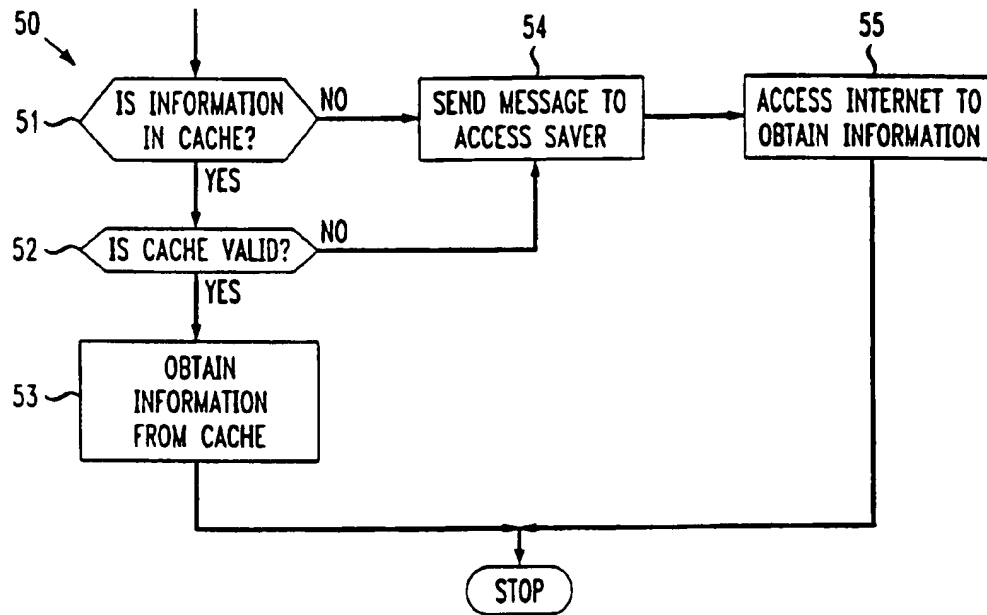 50
54
55
51
IS INFORMATION
IN CACHE?
NO
SEND MESSAGE TO
ACCESS SAVER
ACCESS INTERNET TO
OBTAIN INFORMATION
YES
52
IS CACHE VALID?
NO
YES
53
OBTAIN
INFORMATION
FROM CACHE
STOP